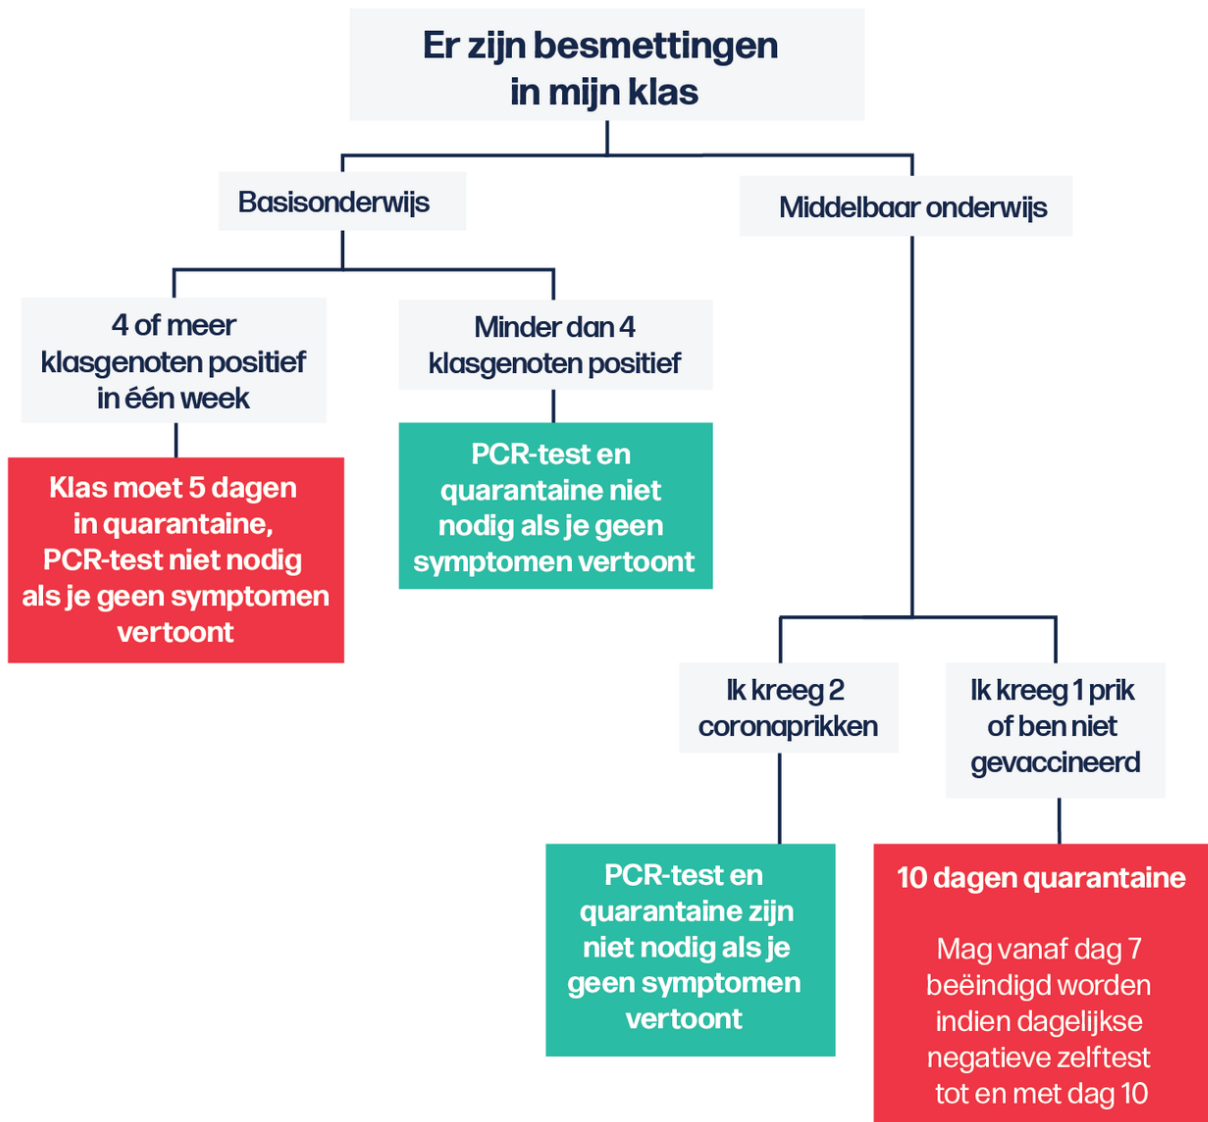 Er zijn besmettingen
in mijn klas
Basisonderwijs
Middelbaar onderwijs
4 of meer
klasgenoten positief
in één week
Minder dan 4
klasgenoten positief
Klas moet 5 dagen
in quarantaine,
PCR-test niet nodig
als je geen symptomen
vertoont
PCR-test en
quarantaine niet
nodig als je geen
symptomen vertoont
Ik kreeg 2
coronaprikken
Ik kreeg 1 prik
of ben niet
gevaccineerd
PCR-test en
quarantaine zijn
niet nodig als je
geen symptomen
vertoont
10 dagen quarantaine
Mag vanaf dag 7
beëindigd worden
indien dagelijkse
negatieve zelftest
tot en met dag 10